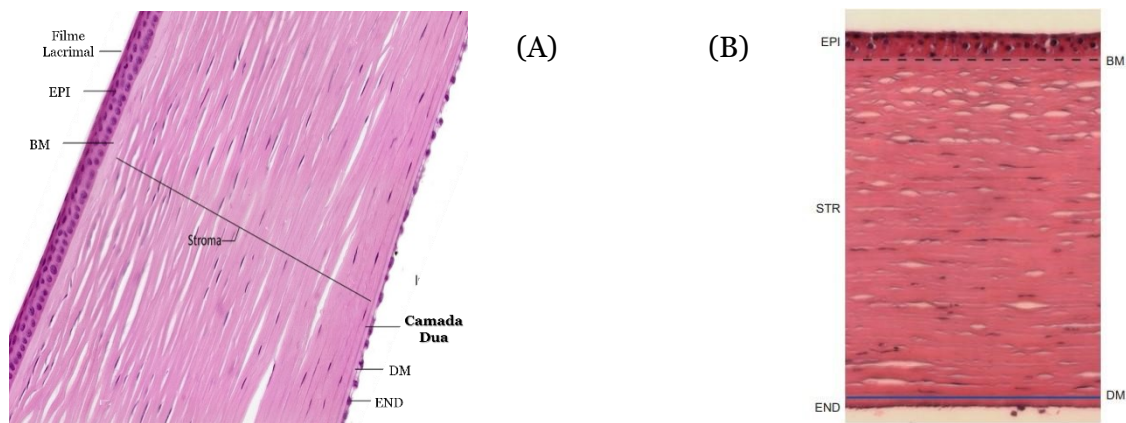 Filme
Lacrimal
EPI
BM
Stroma
Camada
Dua
DM
END
(A)
(B)
EPI
BM
STR
DM
END